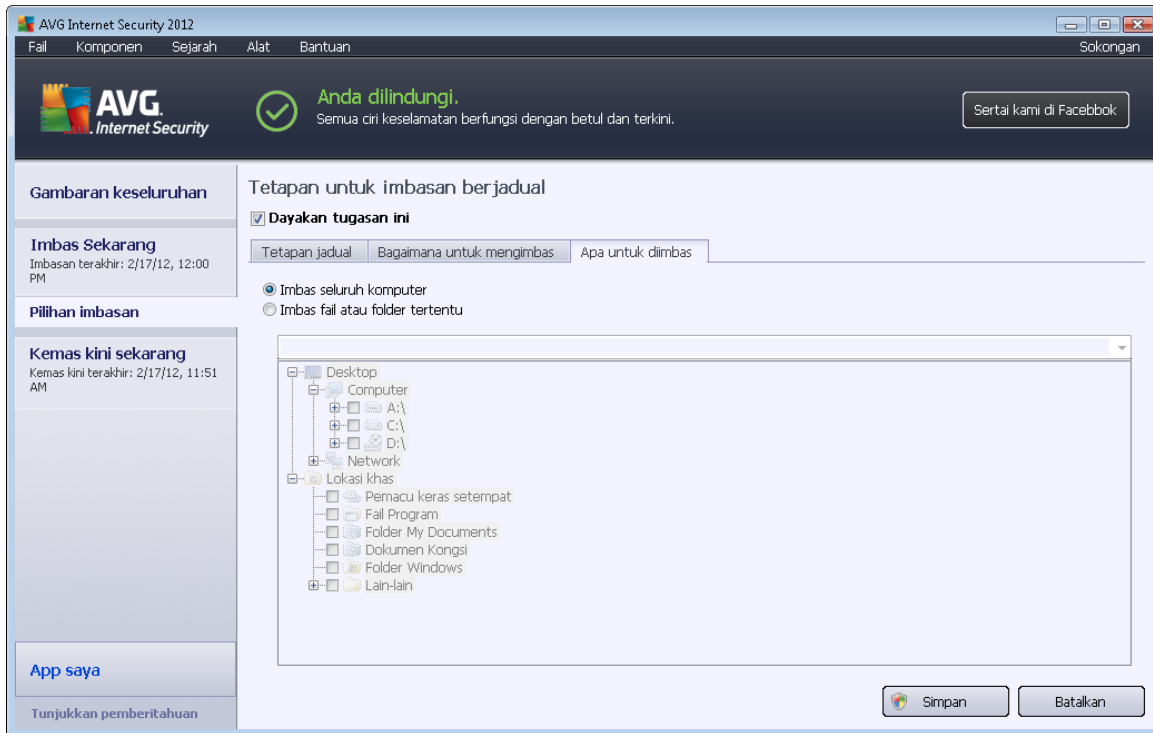 AVG Internet Security 2012
Fail Komponen Sejarah Alat Bantuan Sokongan
AVG.
Internet Security
Anda dilindungi.
Semua ciri keselamatan berfungsi dengan betul dan terkini.
Sertai kami di Facebbok
Gambaran keseluruhan
Imbas Sekarang
Imbasan terakhir: 2/17/12, 12:00
PM
Pilihan imbasan
Kemas kini sekarang
Kemas kini terakhir: 2/17/12, 11:51
AM
App saya
Tunjukkan pemberitahuan
Tetapan untuk imbasan berjadual
Dayakan tugasan ini
Tetapan jadual Bagaimana untuk mengimbas Apa untuk diimbas
Imbas seluruh komputer
Imbas fail atau folder tertentu
Desktop
Computer
A:\
C:\
D:\
Network
Lokasi khas
Pemacu keras setempat
Fail Program
Folder My Documents
Dokumen Kongsi
Folder Windows
Lain-lain
Simpan Batalkan